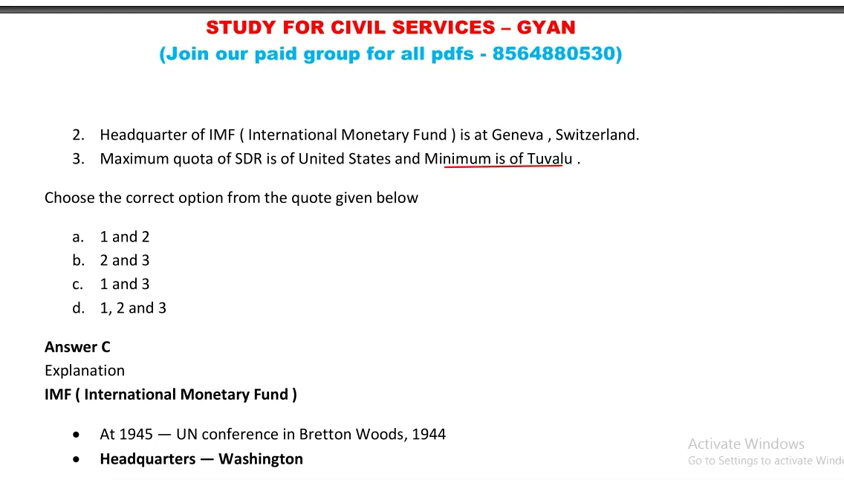 STUDY FOR CIVIL SERVICES – GYAN
(Join our paid group for all pdfs - 8564880530)
2. Headquarter of IMF ( International Monetary Fund ) is at Geneva , Switzerland.
3. Maximum quota of SDR is of United States and Minimum is of Tuvalu .
Choose the correct option from the quote given below
a. 1 and 2
b. 2 and 3
c. 1 and 3
d. 1, 2 and 3
Answer C
Explanation
IMF ( International Monetary Fund )
• At 1945 — UN conference in Bretton Woods, 1944
• Headquarters — Washington
Activate Windows
Go to Settings to activate Wind